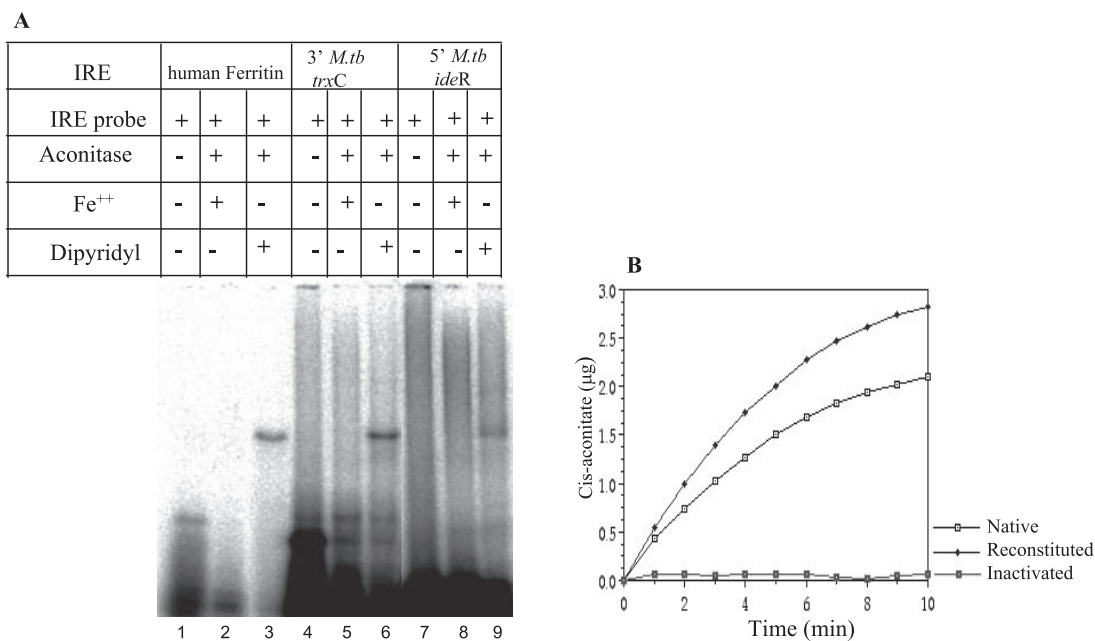 A
IRE human Ferritin 3’ M.tb trxC 5’ M.tb ideR
IRE probe + + + + + + + + +
Aconitase - + + - + + - + +
Fe++ - + - - + - - + -
Dipyridyl - - + - - + - - +
1 2 3 4 5 6 7 8 9
B
3.0
2.5
2.0
1.5
1.0
0.5
0.0
Cis-aconitate (µg)
0 2 4 6 8 10
Time (min)
Native
Reconstituted
Inactivated